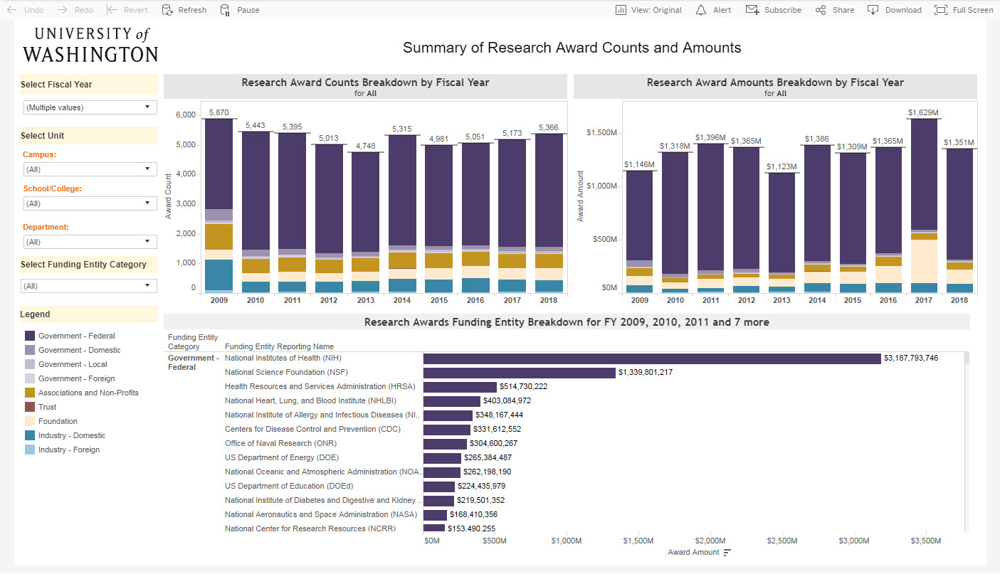 Undo Redo Revert Refresh Pause View: Original Alert Subscribe Share Download Full Screen
UNIVERSITY of
WASHINGTON
Summary of Research Award Counts and Amounts
Select Fiscal Year
(Multiple values)
Select Unit
Campus:
(All)
School/College:
(All)
Department:
(All)
Select Funding Entity Category
(All)
Legend
Government - Federal
Government - Domestic
Government - Local
Government - Foreign
Associations and Non-Profits
Trust
Foundation
Industry - Domestic
Industry - Foreign
Research Award Counts Breakdown by Fiscal Year
for All
Award Count
6,000
5,000
4,000
3,000
2,000
1,000
0
5,870 5,443 5,395 5,013 4,748 5,315 4,981 5,051 5,173 5,366
2009 2010 2011 2012 2013 2014 2015 2016 2017 2018
Research Award Amounts Breakdown by Fiscal Year
for All
Award Amount
$1,500M
$1,000M
$500M
$0M
$1,146M $1,318M $1,396M $1,365M $1,123M $1,386 $1,309M $1,365M $1,629M $1,351M
2009 2010 2011 2012 2013 2014 2015 2016 2017 2018
Research Awards Funding Entity Breakdown for FY 2009, 2010, 2011 and 7 more
Funding Entity
Category
Funding Entity Reporting Name
Government -
Federal
National Institutes of Health (NIH) $3,187,793,746
National Science Foundation (NSF) $1,339,801,217
Health Resources and Services Administration (HRSA) $514,730,222
National Heart, Lung, and Blood Institute (NHLBI) $403,084,972
National Institute of Allergy and Infectious Diseases (NI.. $348,167,444
Centers for Disease Control and Prevention (CDC) $331,612,552
Office of Naval Research (ONR) $304,600,267
US Department of Energy (DOE) $265,384,487
National Oceanic and Atmospheric Administration (NOA.. $262,198,190
US Department of Education (DOEd) $224,435,979
National Institute of Diabetes and Digestive and Kidney .. $219,501,352
National Aeronautics and Space Administration (NASA) $168,410,356
National Center for Research Resources (NCRR) $153,490,255
$0M $500M $1,000M $1,500M $2,000M $2,500M $3,000M $3,500M
Award Amount